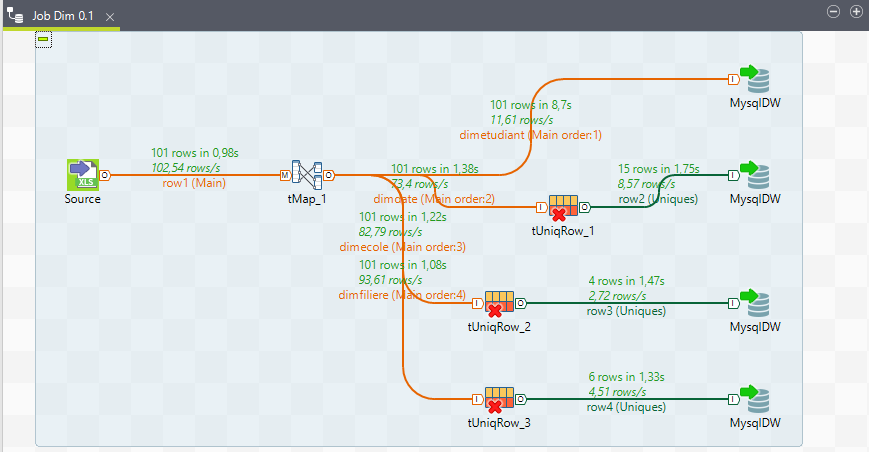 Job Dim 0.1
101 rows in 8,7s
11,61 rows/s
dimetudiant (Main order:1)
MysqlDW
101 rows in 0,98s
102,54 rows/s
row1 (Main)
XLS
Source
M
tMap_1
101 rows in 1,38s
73,4 rows/s
dimdate (Main order:2)
tUniqRow_1
15 rows in 1,75s
8,57 rows/s
row2 (Uniques)
MysqlDW
101 rows in 1,22s
82,79 rows/s
dimecole (Main order:3)
101 rows in 1,08s
93,61 rows/s
dimfiliere (Main order:4)
tUniqRow_2
4 rows in 1,47s
2,72 rows/s
row3 (Uniques)
MysqlDW
tUniqRow_3
6 rows in 1,33s
4,51 rows/s
row4 (Uniques)
MysqlDW